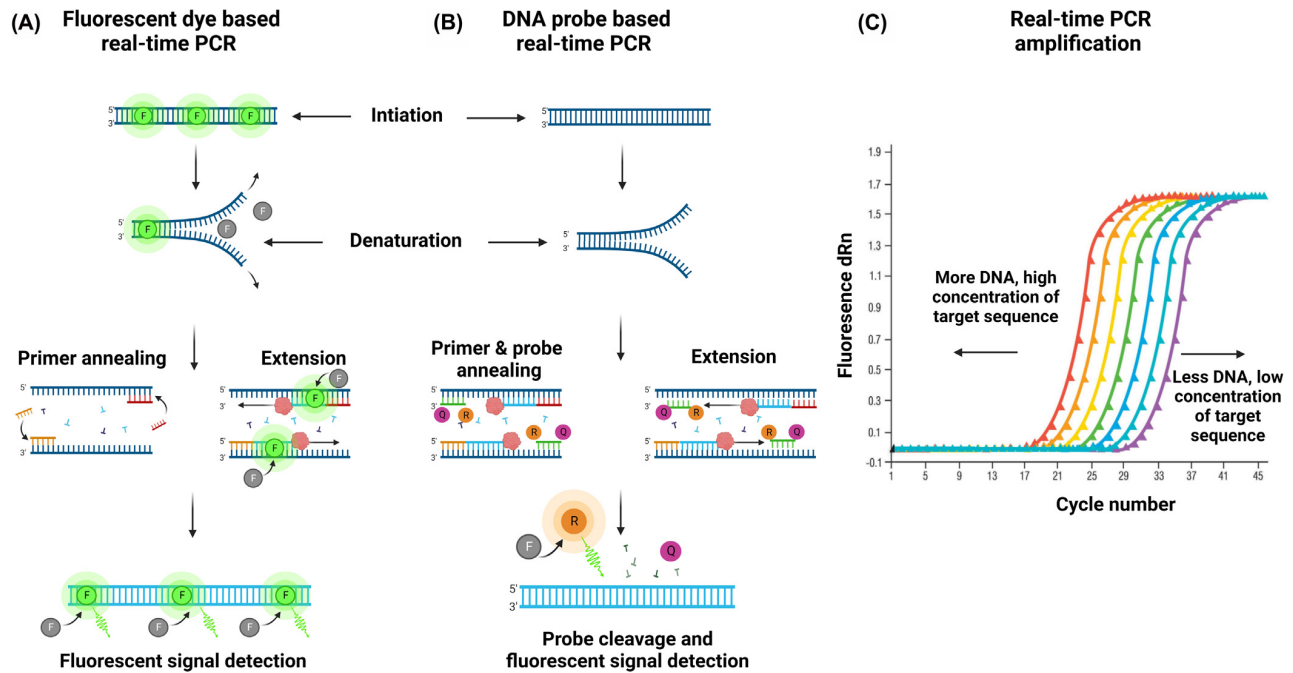 (A)
Fluorescent dye based
real-time PCR
(B)
DNA probe based
real-time PCR
(C)
Real-time PCR
amplification
5'
3'
F
F
F
Intiation
5'
3'
5'
3'
F
F
F
Denaturation
5'
3'
Primer annealing
5'
3'
Extension
5'
3'
F
F
F
F
Primer & probe
annealing
5'
3'
Q
R
R
Q
Extension
5'
3'
Q
R
R
Q
F
F
F
F
F
F
Fluorescent signal detection
F
R
Q
5'
3'
Probe cleavage and
fluorescent signal detection
Fluoresence dRn
1.9
1.7
1.5
1.3
1.1
0.9
0.7
0.5
0.3
0.1
-0.1
More DNA, high
concentration of
target sequence
Less DNA, low
concentration
of target
sequence
1 5 9 13 17 21 25 29 33 37 41 45
Cycle number